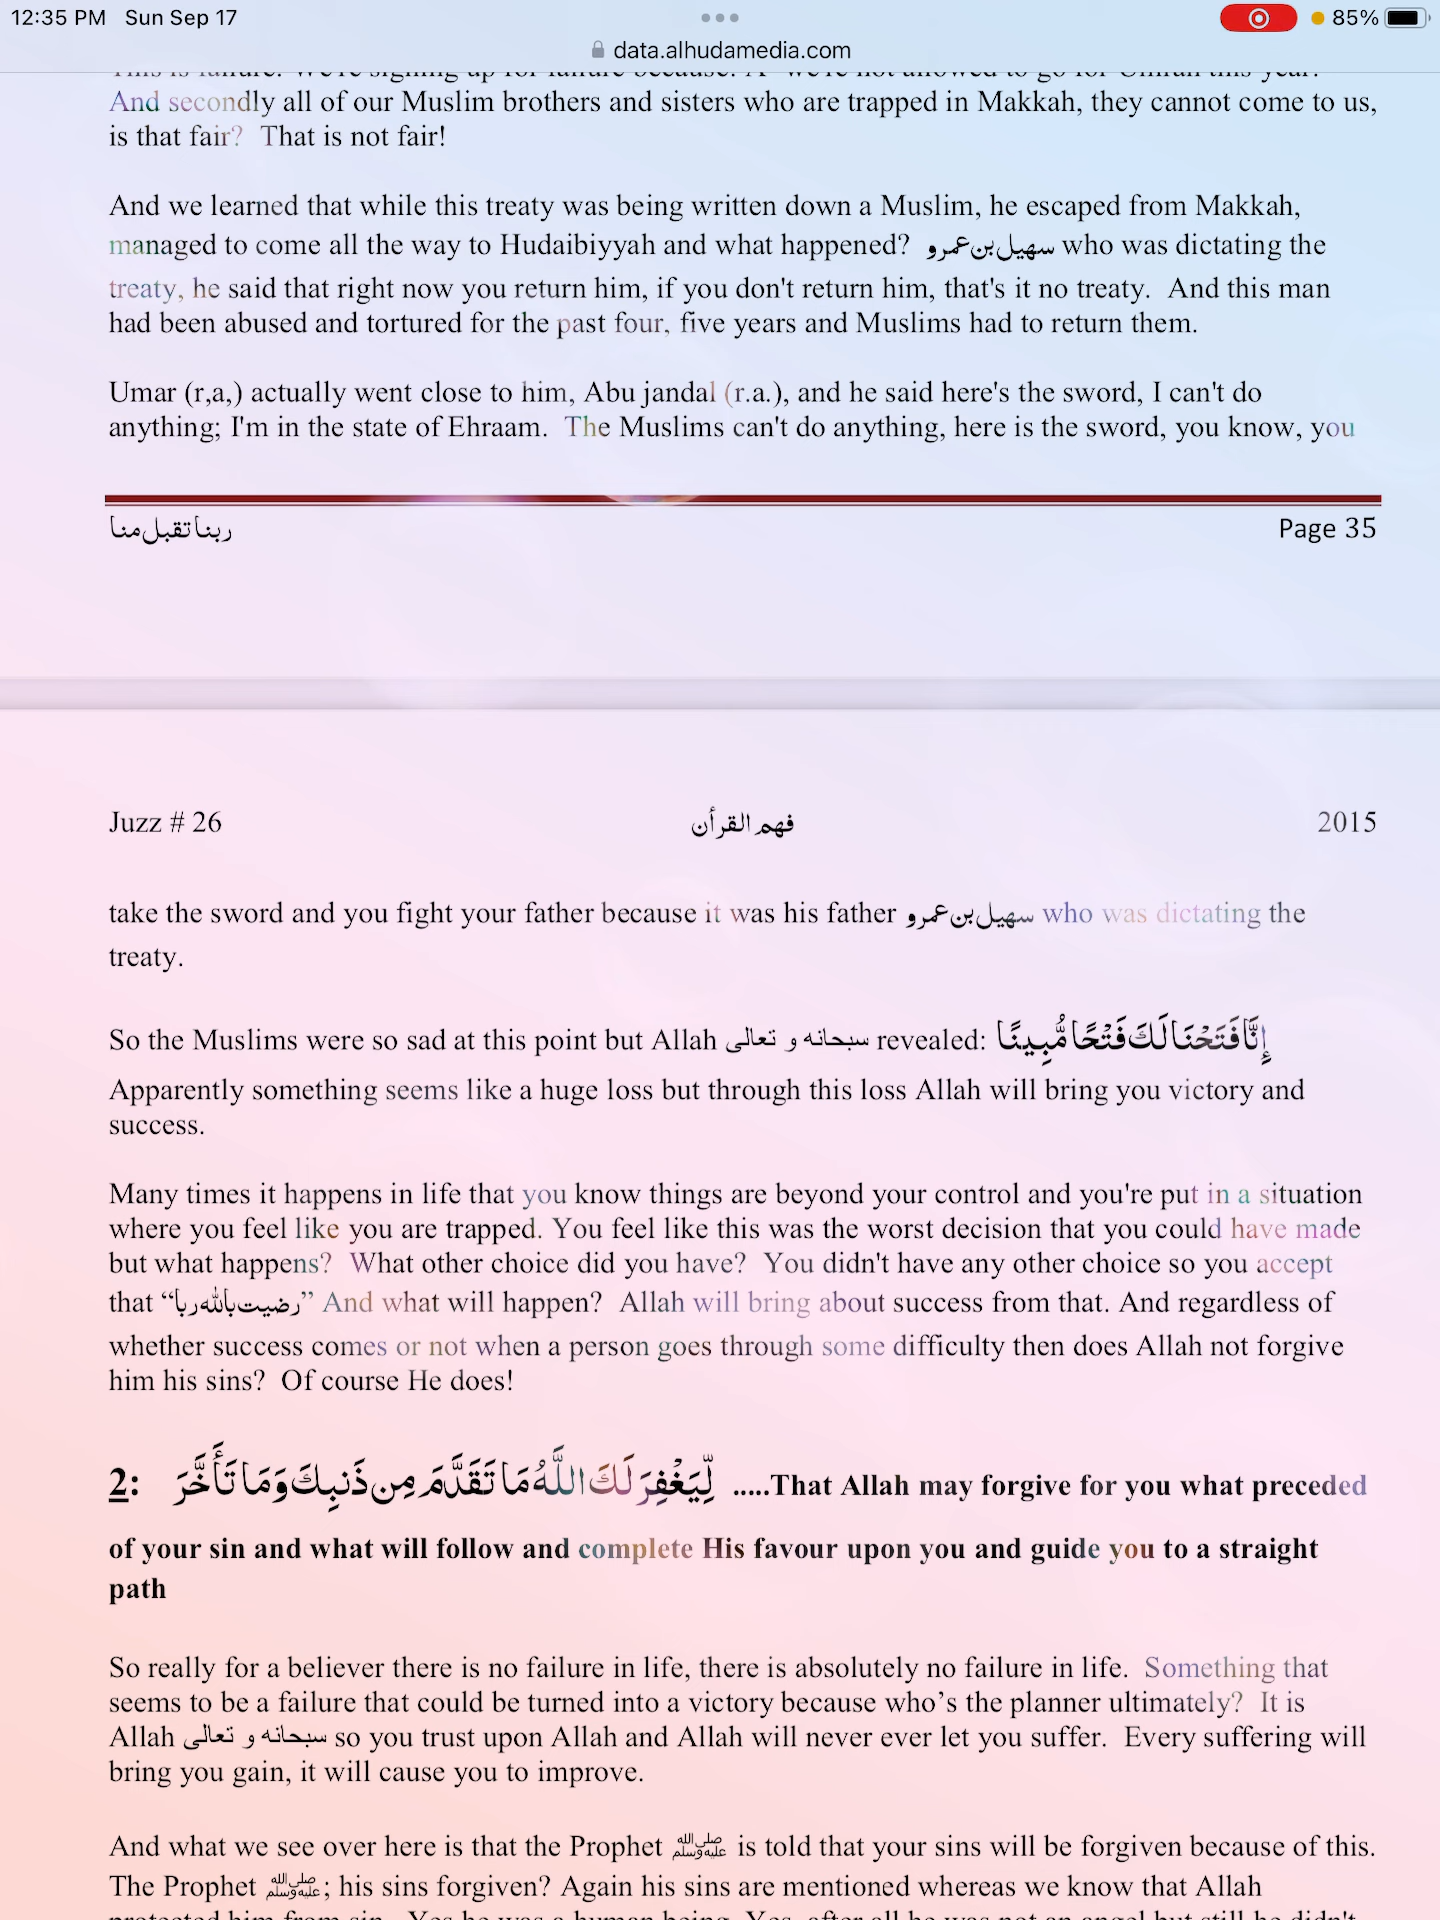 12:35 PM Sun Sep 17
85%
data.alhudamedia.com
And secondly all of our Muslim brothers and sisters who are trapped in Makkah, they cannot come to us,
is that fair? That is not fair!
And we learned that while this treaty was being written down a Muslim, he escaped from Makkah,
managed to come all the way to Hudaibiyyah and what happened? سهيل بن عمرو who was dictating the
treaty, he said that right now you return him, if you don't return him, that's it no treaty. And this man
had been abused and tortured for the past four, five years and Muslims had to return them.
Umar (r,a,) actually went close to him, Abu jandal (r.a.), and he said here's the sword, I can't do
anything; I'm in the state of Ehraam. The Muslims can't do anything, here is the sword, you know, you
ربنا تقبل منا Page 35
Juzz # 26 فهم القرأن 2015
take the sword and you fight your father because it was his father سهيل بن عمرو who was dictating the
treaty.
So the Muslims were so sad at this point but Allah سبحانه و تعالى revealed: إِنَّا فَتَحْنَا لَكَ فَتْحًا مُّبِينًا
Apparently something seems like a huge loss but through this loss Allah will bring you victory and
success.
Many times it happens in life that you know things are beyond your control and you're put in a situation
where you feel like you are trapped. You feel like this was the worst decision that you could have made
but what happens? What other choice did you have? You didn't have any other choice so you accept
that “رضيت بالله ربا” And what will happen? Allah will bring about success from that. And regardless of
whether success comes or not when a person goes through some difficulty then does Allah not forgive
him his sins? Of course He does!
2: لِّيَغْفِرَ لَكَ اللَّهُ مَا تَقَدَّمَ مِن ذَنبِكَ وَمَا تَأَخَّرَ .....That Allah may forgive for you what preceded
of your sin and what will follow and complete His favour upon you and guide you to a straight
path
So really for a believer there is no failure in life, there is absolutely no failure in life. Something that
seems to be a failure that could be turned into a victory because who’s the planner ultimately? It is
Allah سبحانه و تعالى so you trust upon Allah and Allah will never ever let you suffer. Every suffering will
bring you gain, it will cause you to improve.
And what we see over here is that the Prophet ﷺ is told that your sins will be forgiven because of this.
The Prophet ﷺ; his sins forgiven? Again his sins are mentioned whereas we know that Allah